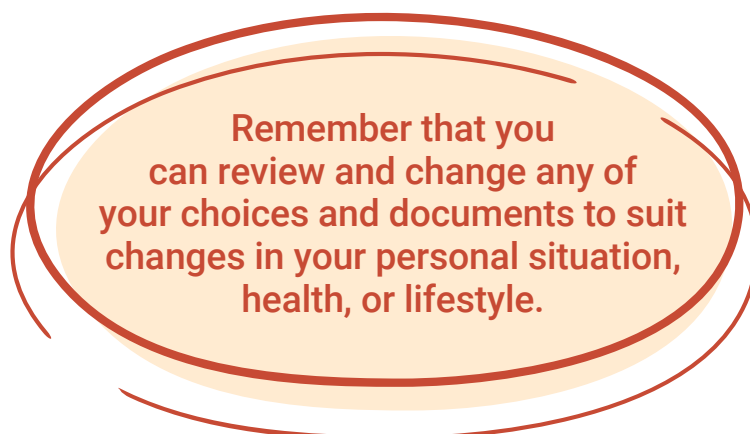 Remember that you
can review and change any of
your choices and documents to suit
changes in your personal situation,
health, or lifestyle.